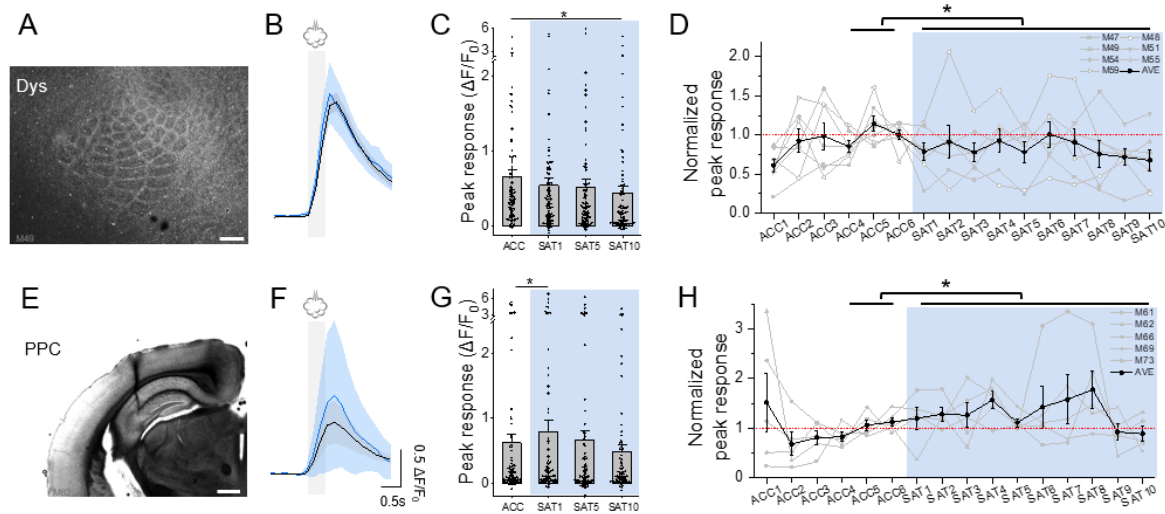 A
Dys
M49
B
C
*
Peak response (ΔF/F₀)
6
3
2
1
0
ACC SAT1 SAT5 SAT10
D
*
Normalized
peak response
2.0
1.5
1.0
0.5
0.0
M47 M48
M49 M51
M54 M55
M59 AVE
ACC1 ACC2 ACC3 ACC4 ACC5 ACC6 SAT1 SAT2 SAT3 SAT4 SAT5 SAT6 SAT7 SAT8 SAT9 SAT10
E
PPC
F
0.5 ΔF/F₀
0.5s
G
*
Peak response (ΔF/F₀)
6
3
2
1
0
ACC SAT1 SAT5 SAT10
H
*
Normalized
peak response
3
2
1
0
M61
M62
M66
M69
M73
AVE
ACC1 ACC2 ACC3 ACC4 ACC5 ACC6 SAT1 SAT2 SAT3 SAT4 SAT5 SAT6 SAT7 SAT8 SAT9 SAT10